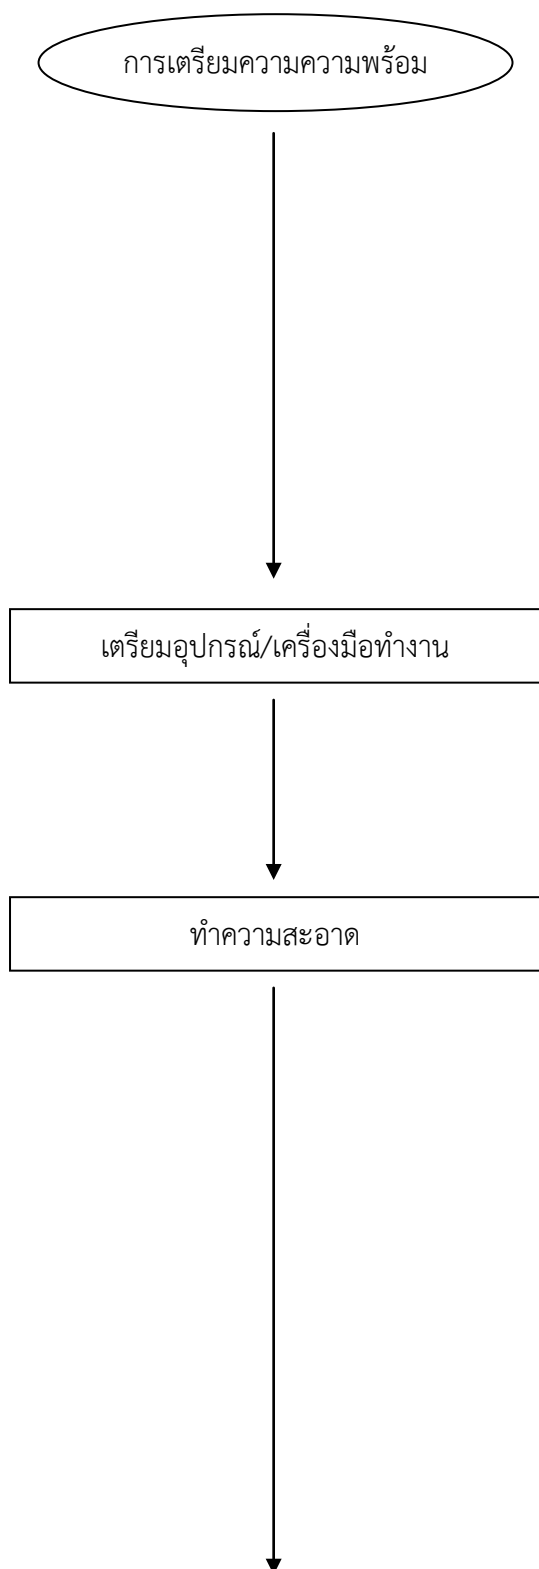 การเตรียมความความพร้อม
เตรียมอุปกรณ์/เครื่องมือทำงาน
ทำความสะอาด